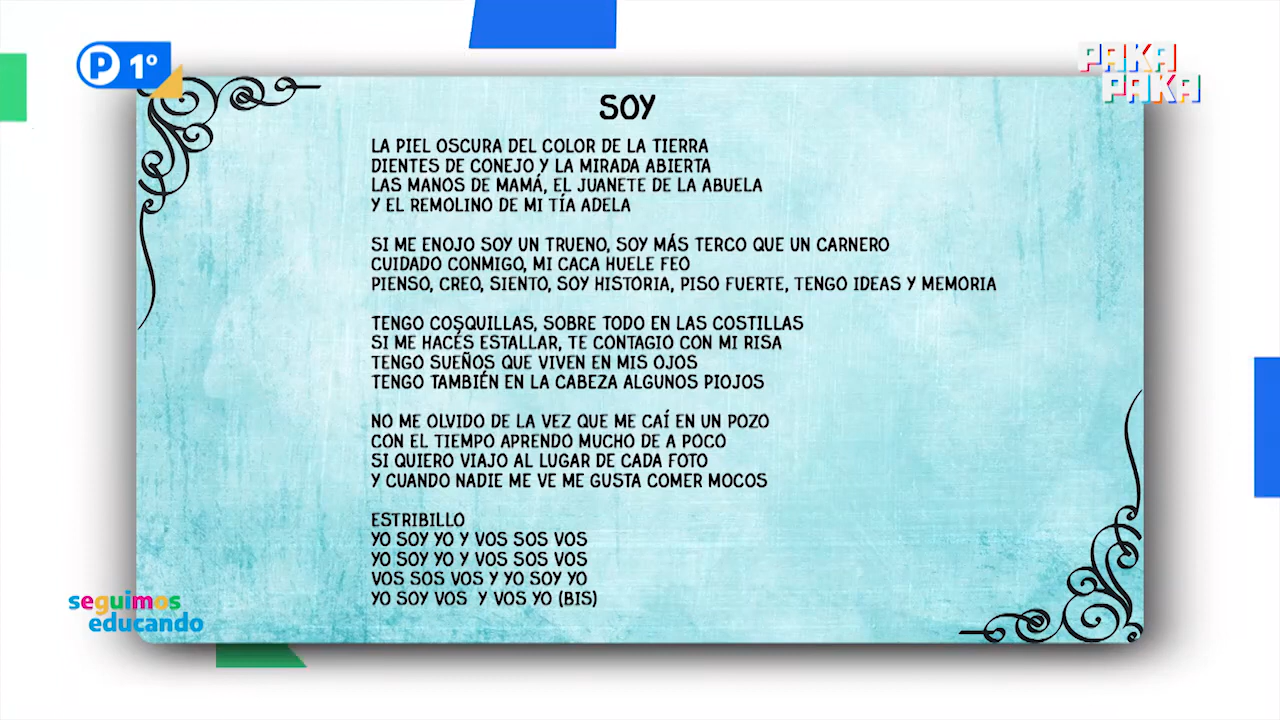 P 1º
PAKA
PAKA
SOY
LA PIEL OSCURA DEL COLOR DE LA TIERRA
DIENTES DE CONEJO Y LA MIRADA ABIERTA
LAS MANOS DE MAMÁ, EL JUANETE DE LA ABUELA
Y EL REMOLINO DE MI TÍA ADELA
SI ME ENOJO SOY UN TRUENO, SOY MÁS TERCO QUE UN CARNERO
CUIDADO CONMIGO, MI CACA HUELE FEO
PIENSO, CREO, SIENTO, SOY HISTORIA, PISO FUERTE, TENGO IDEAS Y MEMORIA
TENGO COSQUILLAS, SOBRE TODO EN LAS COSTILLAS
SI ME HACÉS ESTALLAR, TE CONTAGIO CON MI RISA
TENGO SUEÑOS QUE VIVEN EN MIS OJOS
TENGO TAMBIÉN EN LA CABEZA ALGUNOS PIOJOS
NO ME OLVIDO DE LA VEZ QUE ME CAÍ EN UN POZO
CON EL TIEMPO APRENDO MUCHO DE A POCO
SI QUIERO VIAJO AL LUGAR DE CADA FOTO
Y CUANDO NADIE ME VE ME GUSTA COMER MOCOS
ESTRIBILLO
YO SOY YO Y VOS SOS VOS
YO SOY YO Y VOS SOS VOS
VOS SOS VOS Y YO SOY YO
YO SOY VOS Y VOS YO (BIS)
seguimos
educando